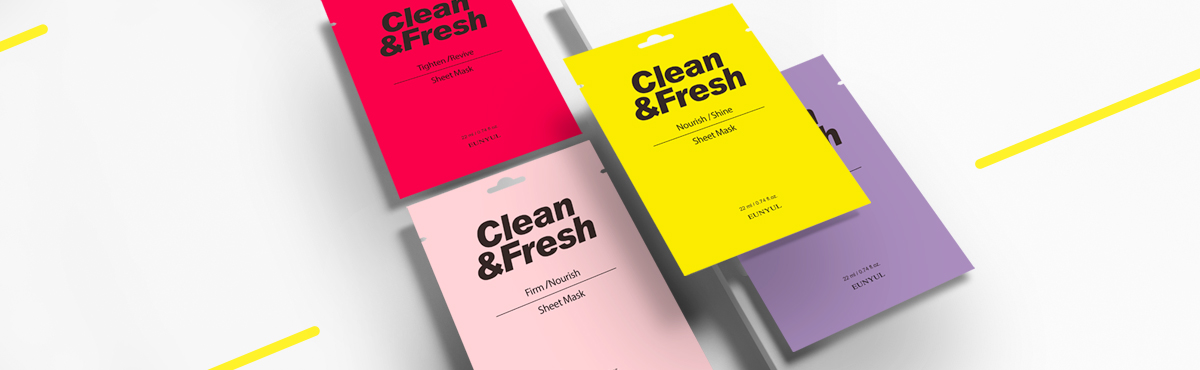 Clean
&Fresh
Tighten/Revive
Sheet Mask
EUNYUL
Clean
&Fresh
Nourish / Shine
Sheet Mask
22 ml / 0.74 fl.oz.
EUNYUL
22 ml / 0.74 fl.oz.
EUNYUL
Clean
&Fresh
Firm /Nourish
Sheet Mask